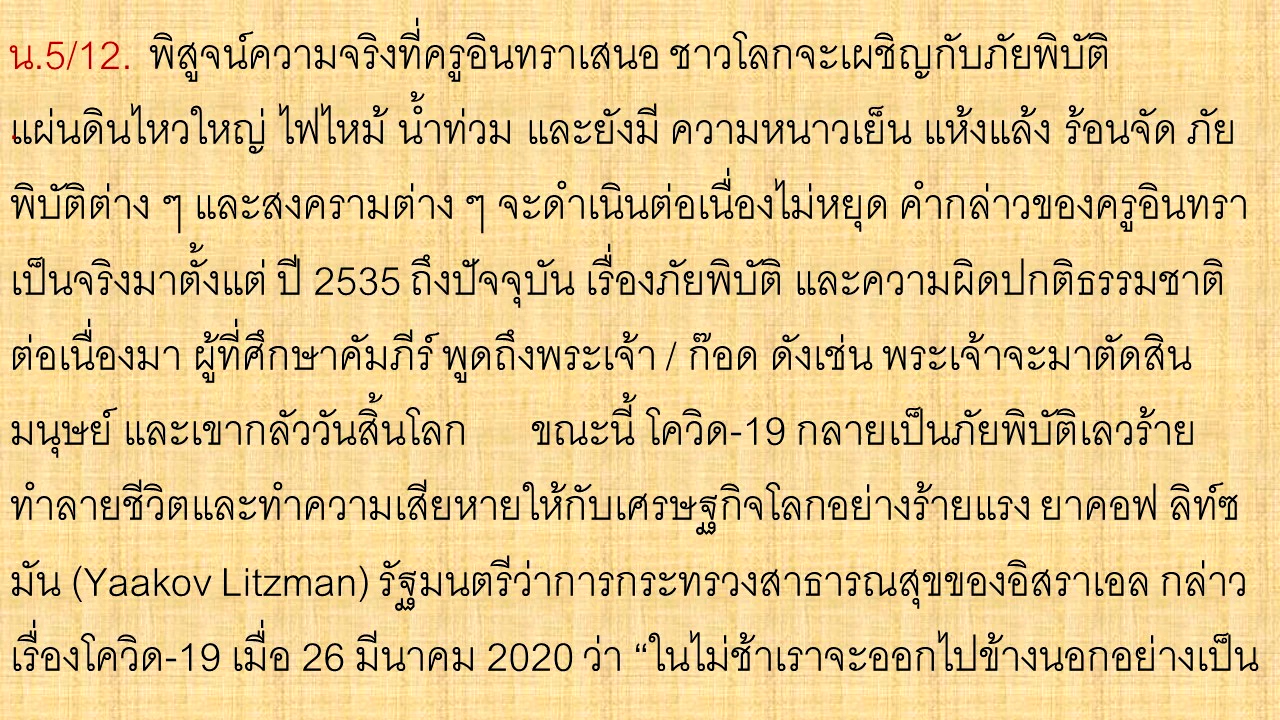 น.5/12. พิสูจน์ความจริงที่ครูอินทราเสนอ ชาวโลกจะเผชิญกับภัยพิบัติ
แผ่นดินไหวใหญ่ ไฟไหม้ น้ำท่วม และยังมี ความหนาวเย็น แห้งแล้ง ร้อนจัด ภัย
พิบัติต่าง ๆ และสงครามต่าง ๆ จะดำเนินต่อเนื่องไม่หยุด คำกล่าวของครูอินทรา
เป็นจริงมาตั้งแต่ ปี 2535 ถึงปัจจุบัน เรื่องภัยพิบัติ และความผิดปกติธรรมชาติ
ต่อเนื่องมา ผู้ที่ศึกษาคัมภีร์ พูดถึงพระเจ้า / ก๊อด ดังเช่น พระเจ้าจะมาตัดสิน
มนุษย์ และเขากลัววันสิ้นโลก ขณะนี้ โควิด-19 กลายเป็นภัยพิบัติเลวร้าย
ทำลายชีวิตและทำความเสียหายให้กับเศรษฐกิจโลกอย่างร้ายแรง ยาคอฟ ลิท์ซ
มัน (Yaakov Litzman) รัฐมนตรีว่าการกระทรวงสาธารณสุขของอิสราเอล กล่าว
เรื่องโควิด-19 เมื่อ 26 มีนาคม 2020 ว่า “ในไม่ช้าเราจะออกไปข้างนอกอย่างเป็น